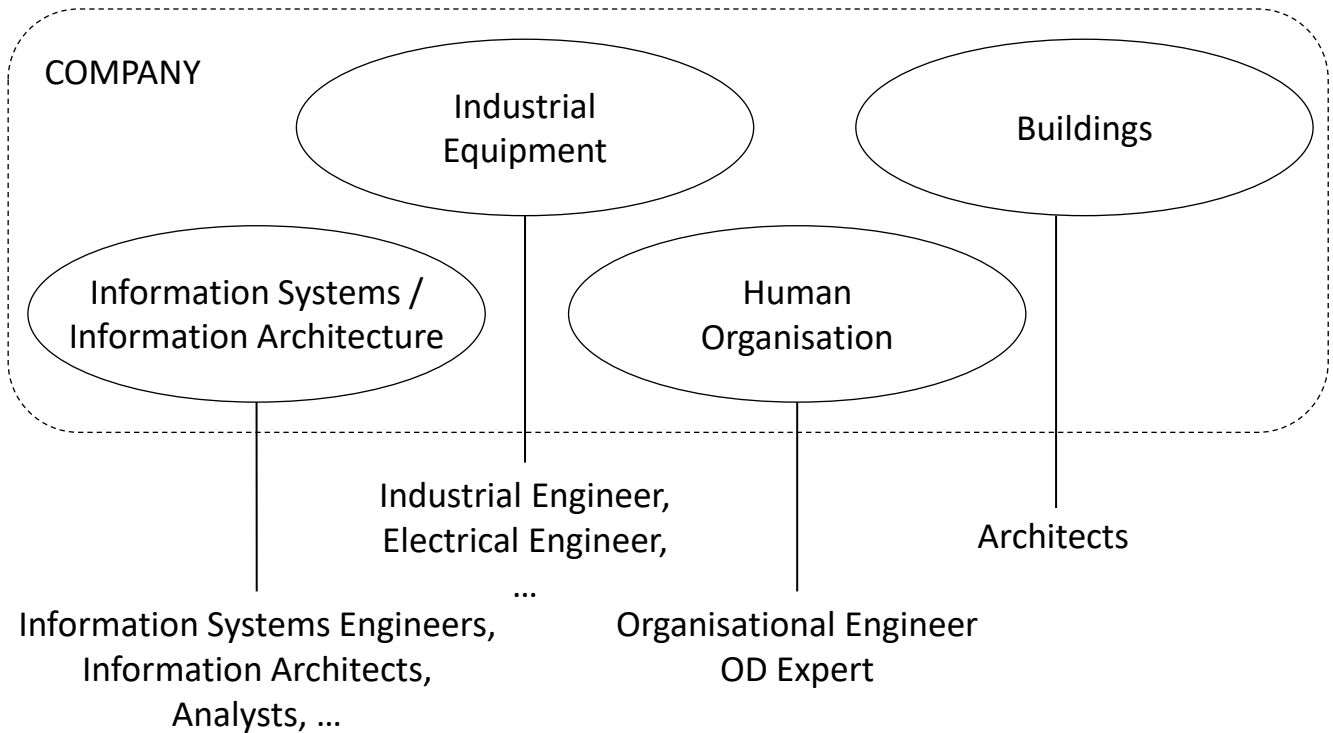 COMPANY
Industrial
Equipment
Buildings
Information Systems /
Information Architecture
Human
Organisation
Industrial Engineer,
Electrical Engineer,
…
Architects
Information Systems Engineers,
Information Architects,
Analysts, …
Organisational Engineer
OD Expert